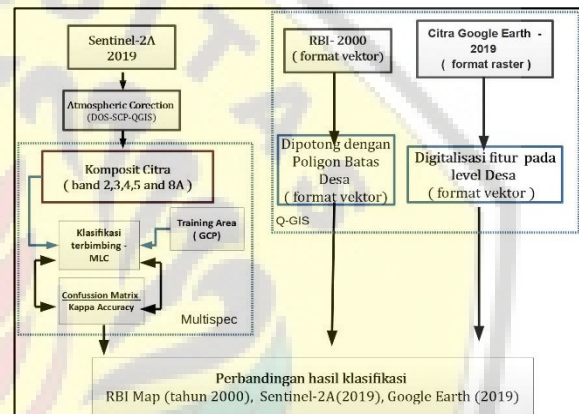 Sentinel-2A
2019
Atmospheric Corection
(DOS-SCP-QGIS)
Komposit Citra
( band 2,3,4,5 and 8A )
Klasifikasi
terbimbing -
MLC
Training Area
( GCP)
Confussion Matrix/
Kappa Accuracy
Multispec
RBI- 2000
( format vektor)
Citra Google Earth -
2019
( format raster )
Dipotong dengan
Poligon Batas
Desa
( format vektor)
Digitalisasi fitur pada
level Desa
( format vektor )
Q-GIS
Perbandingan hasil klasifikasi
RBI Map (tahun 2000), Sentinel-2A(2019), Google Earth (2019)